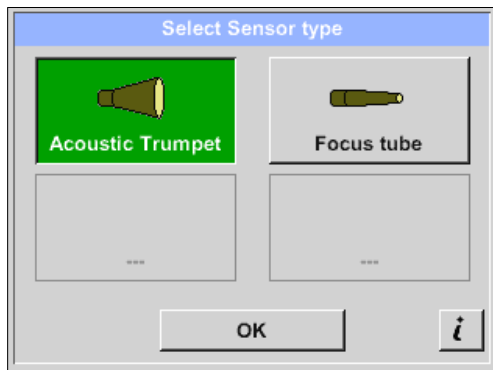 Select Sensor type
Acoustic Trumpet
Focus tube
---
---
OK
i